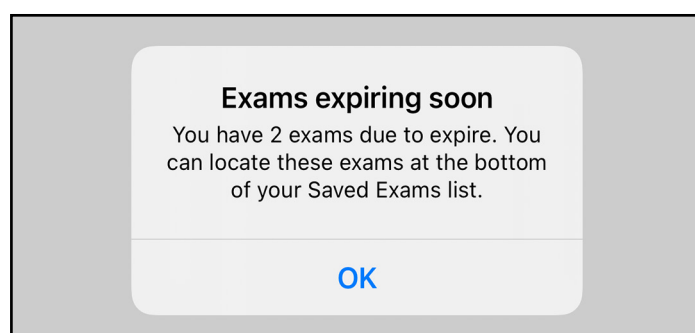 Exams expiring soon
You have 2 exams due to expire. You
can locate these exams at the bottom
of your Saved Exams list.
OK